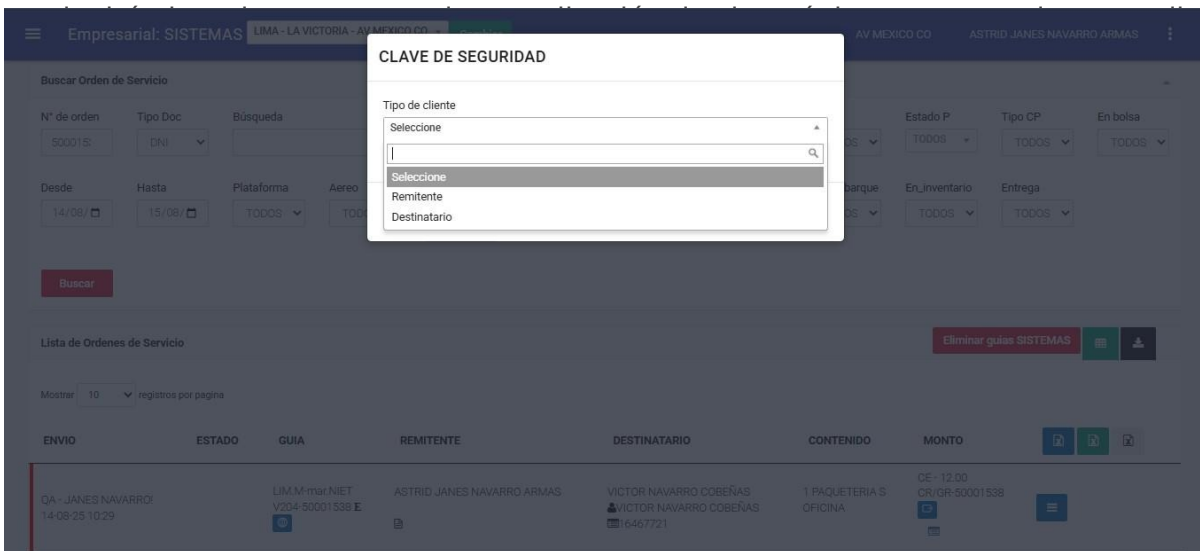 Empresarial: SISTEMAS LIMA - LA VICTORIA - AV MEXICO CO AV MEXICO CO ASTRID JANES NAVARRO ARMAS
CLAVE DE SEGURIDAD
Buscar Orden de Servicio
Tipo de cliente
N° de orden Tipo Doc Búsqueda Estado P Tipo CP En bolsa
Seleccione
DNI TODOS TODOS TODOS
Seleccione
Desde Hasta Plataforma Aereo barque En_inventario Entrega
Remitente
14/08/ 15/08/ TODOS TODOS TODOS
Destinatario
Buscar
Lista de Ordenes de Servicio Eliminar guias SISTEMAS
Mostrar 10 registros por pagina
ENVIO ESTADO GUIA REMITENTE DESTINATARIO CONTENIDO MONTO
QA - JANES NAVARRO LIM.M-mar.NIET ASTRID JANES NAVARRO ARMAS VICTOR NAVARRO COBEÑAS 1 PAQUETERIA S CE - 12.00
14-08-25 10:29 V204-50001538 E VICTOR NAVARRO COBEÑAS OFICINA CR/GR-50001538
16467721